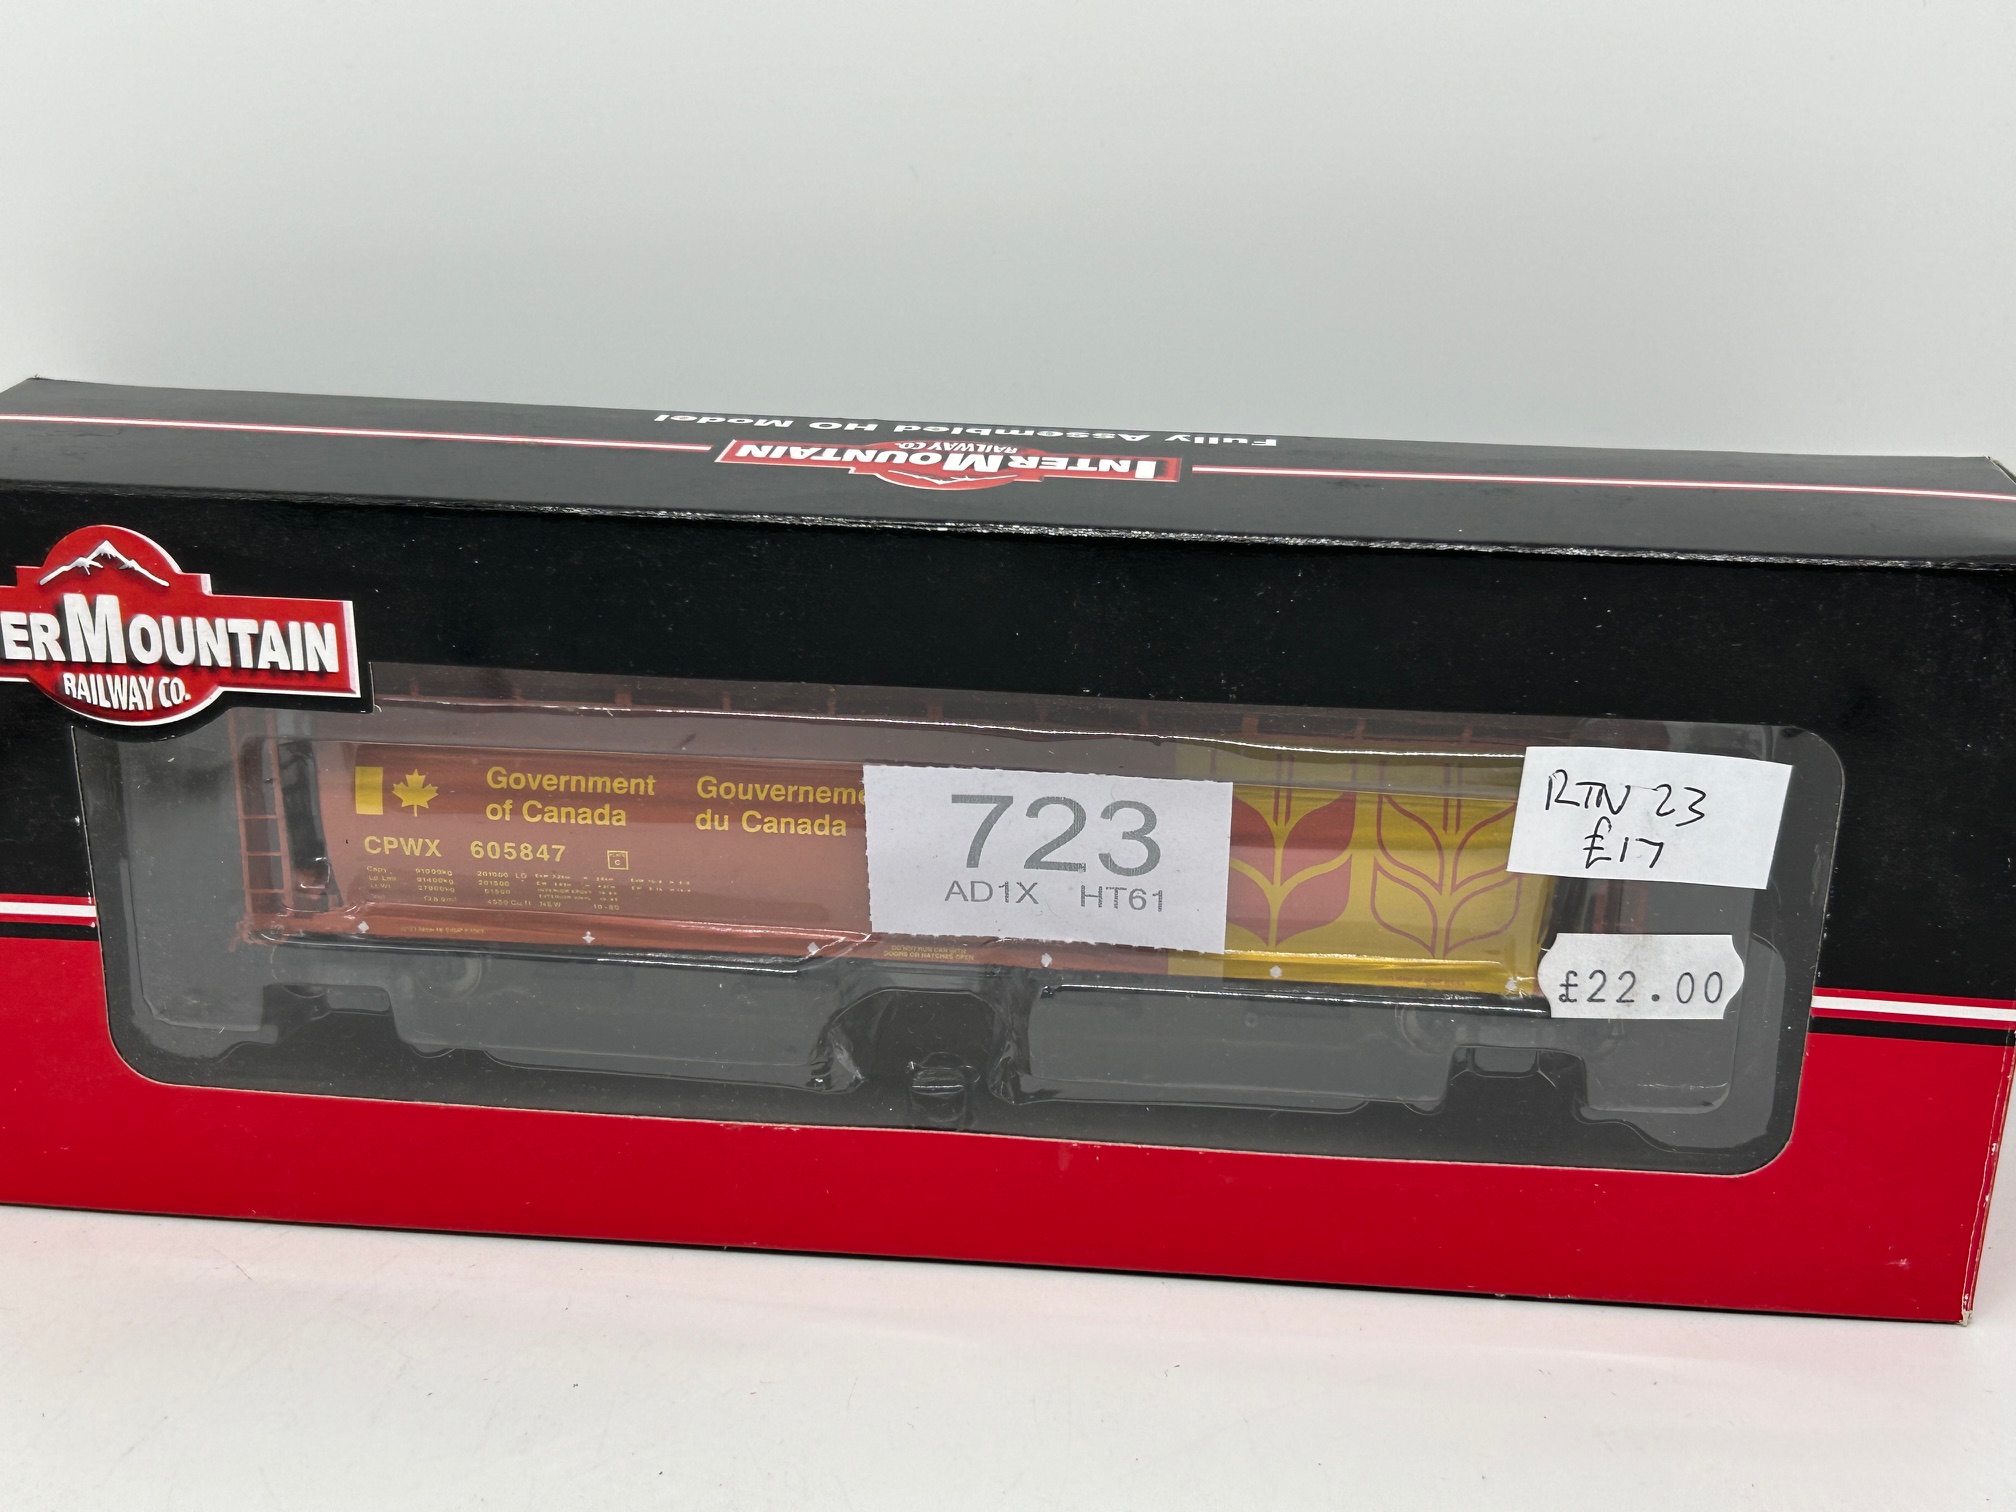 Fully Assembled HO Model
INTERMOUNTAIN
RAILWAY CO.
ERMOUNTAIN
RAILWAY CO.
Government
of Canada
Gouverneme
du Canada
CPWX 605847
C
723
AD1X HT61
RTN 23
£17
£22.00